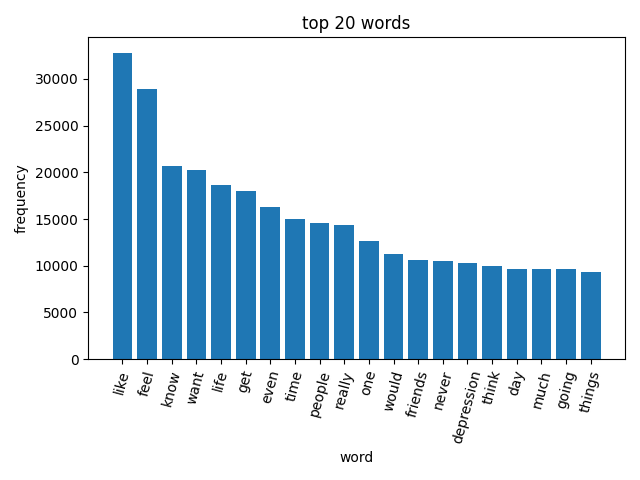 top 20 words
frequency
30000
25000
20000
15000
10000
5000
0
like
feel
know
want
life
get
even
time
people
really
one
would
friends
never
depression
think
day
much
going
things
word